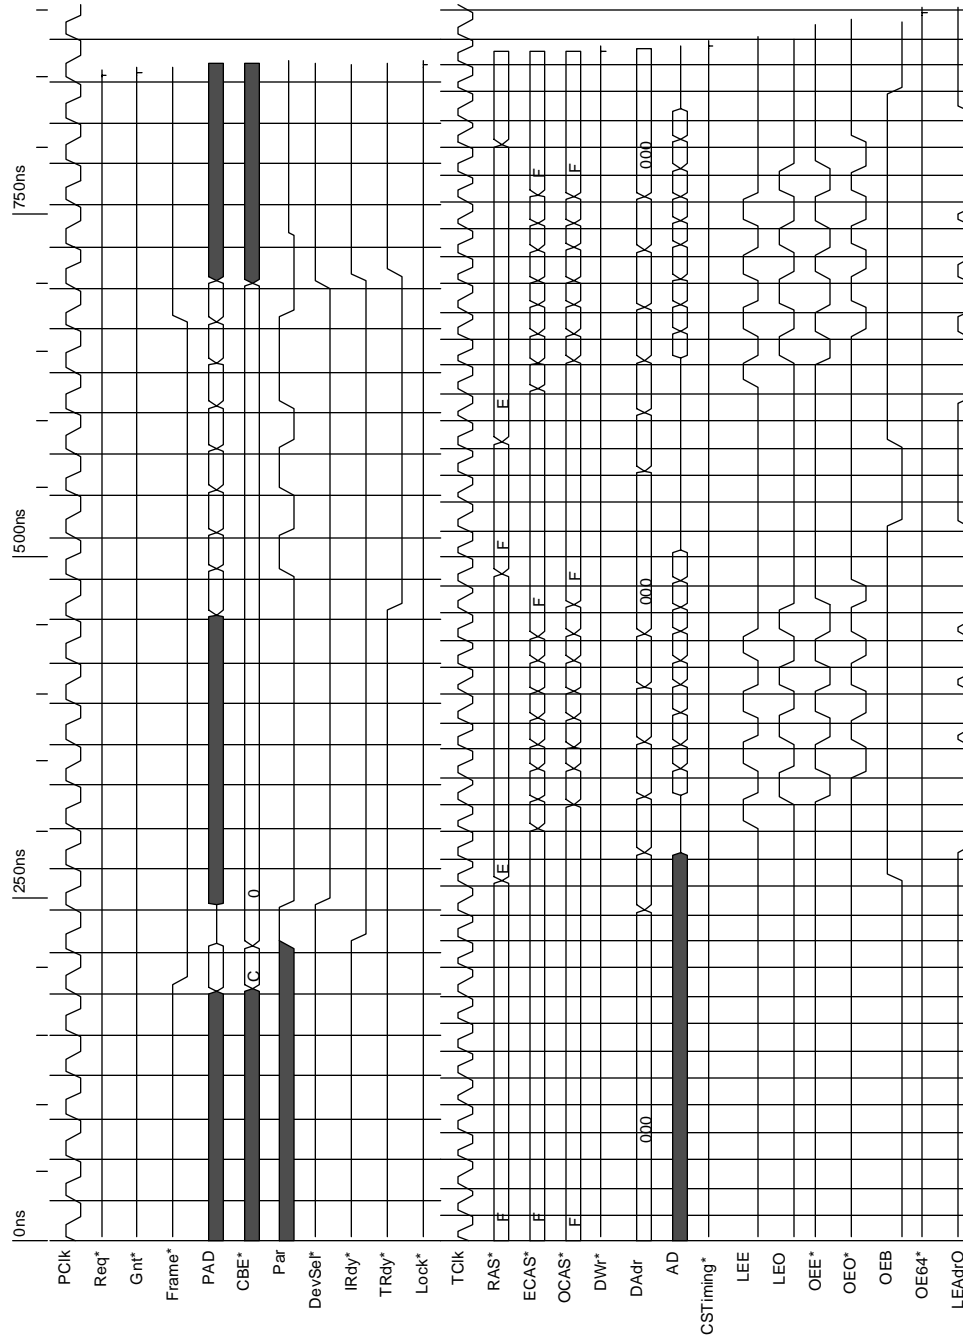 0ns 250ns 500ns 750ns
PClk
Req*
Gnt*
Frame*
PAD
CBE* C 0
Par
DevSel*
IRdy*
TRdy*
Lock*
TClk
RAS* F E F E
ECAS* F F F
OCAS* F F F
DWr*
DAdr 000 000 000
AD
CSTiming*
LEE
LEO
OEE*
OEO*
OEB
OE64*
LEAdrO